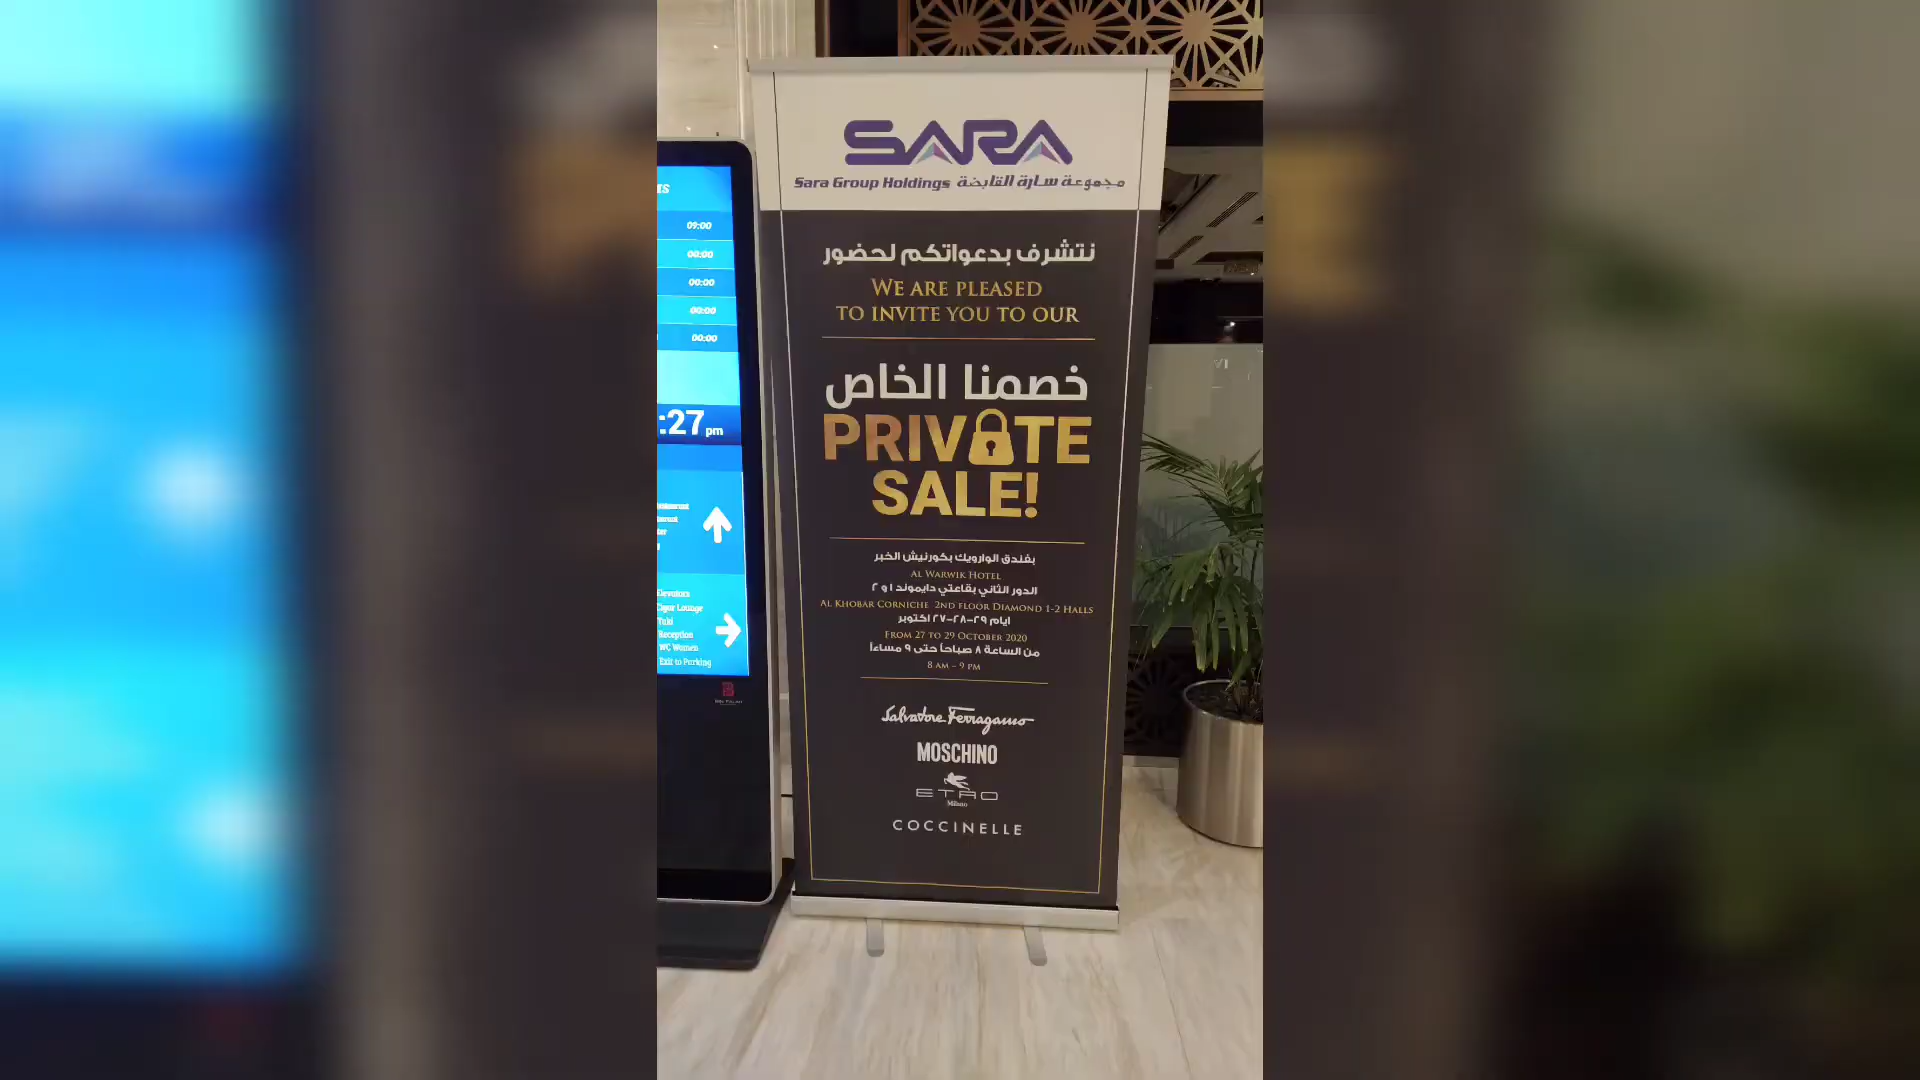 SARA
Sara Group Holdings مجموعة سارة القابضة
نتشرف بدعواتكم لحضور
WE ARE PLEASED
TO INVITE YOU TO OUR
خصمنا الخاص
PRIVATE
SALE!
بفندق الوارويك بكورنيش الخبر
AL WARWIK HOTEL
الدور الثاني بقاعتي دايموند ١ و ٢
AL KHOBAR CORNICHE 2ND FLOOR DIAMOND 1-2 HALLS
ايام ٢٩-٢٨-٢٧ اكتوبر
FROM 27 TO 29 OCTOBER 2020
من الساعة ٨ صباحاً حتى ٩ مساءاً
8 AM – 9 PM
Salvatore Ferragamo
MOSCHINO
ETRO
Milano
COCCINELLE
09:00
00:00
00:00
00:00
00:00
:27 pm
Elevators
Cigar Lounge
Reception
WC Women
Exit to Parking